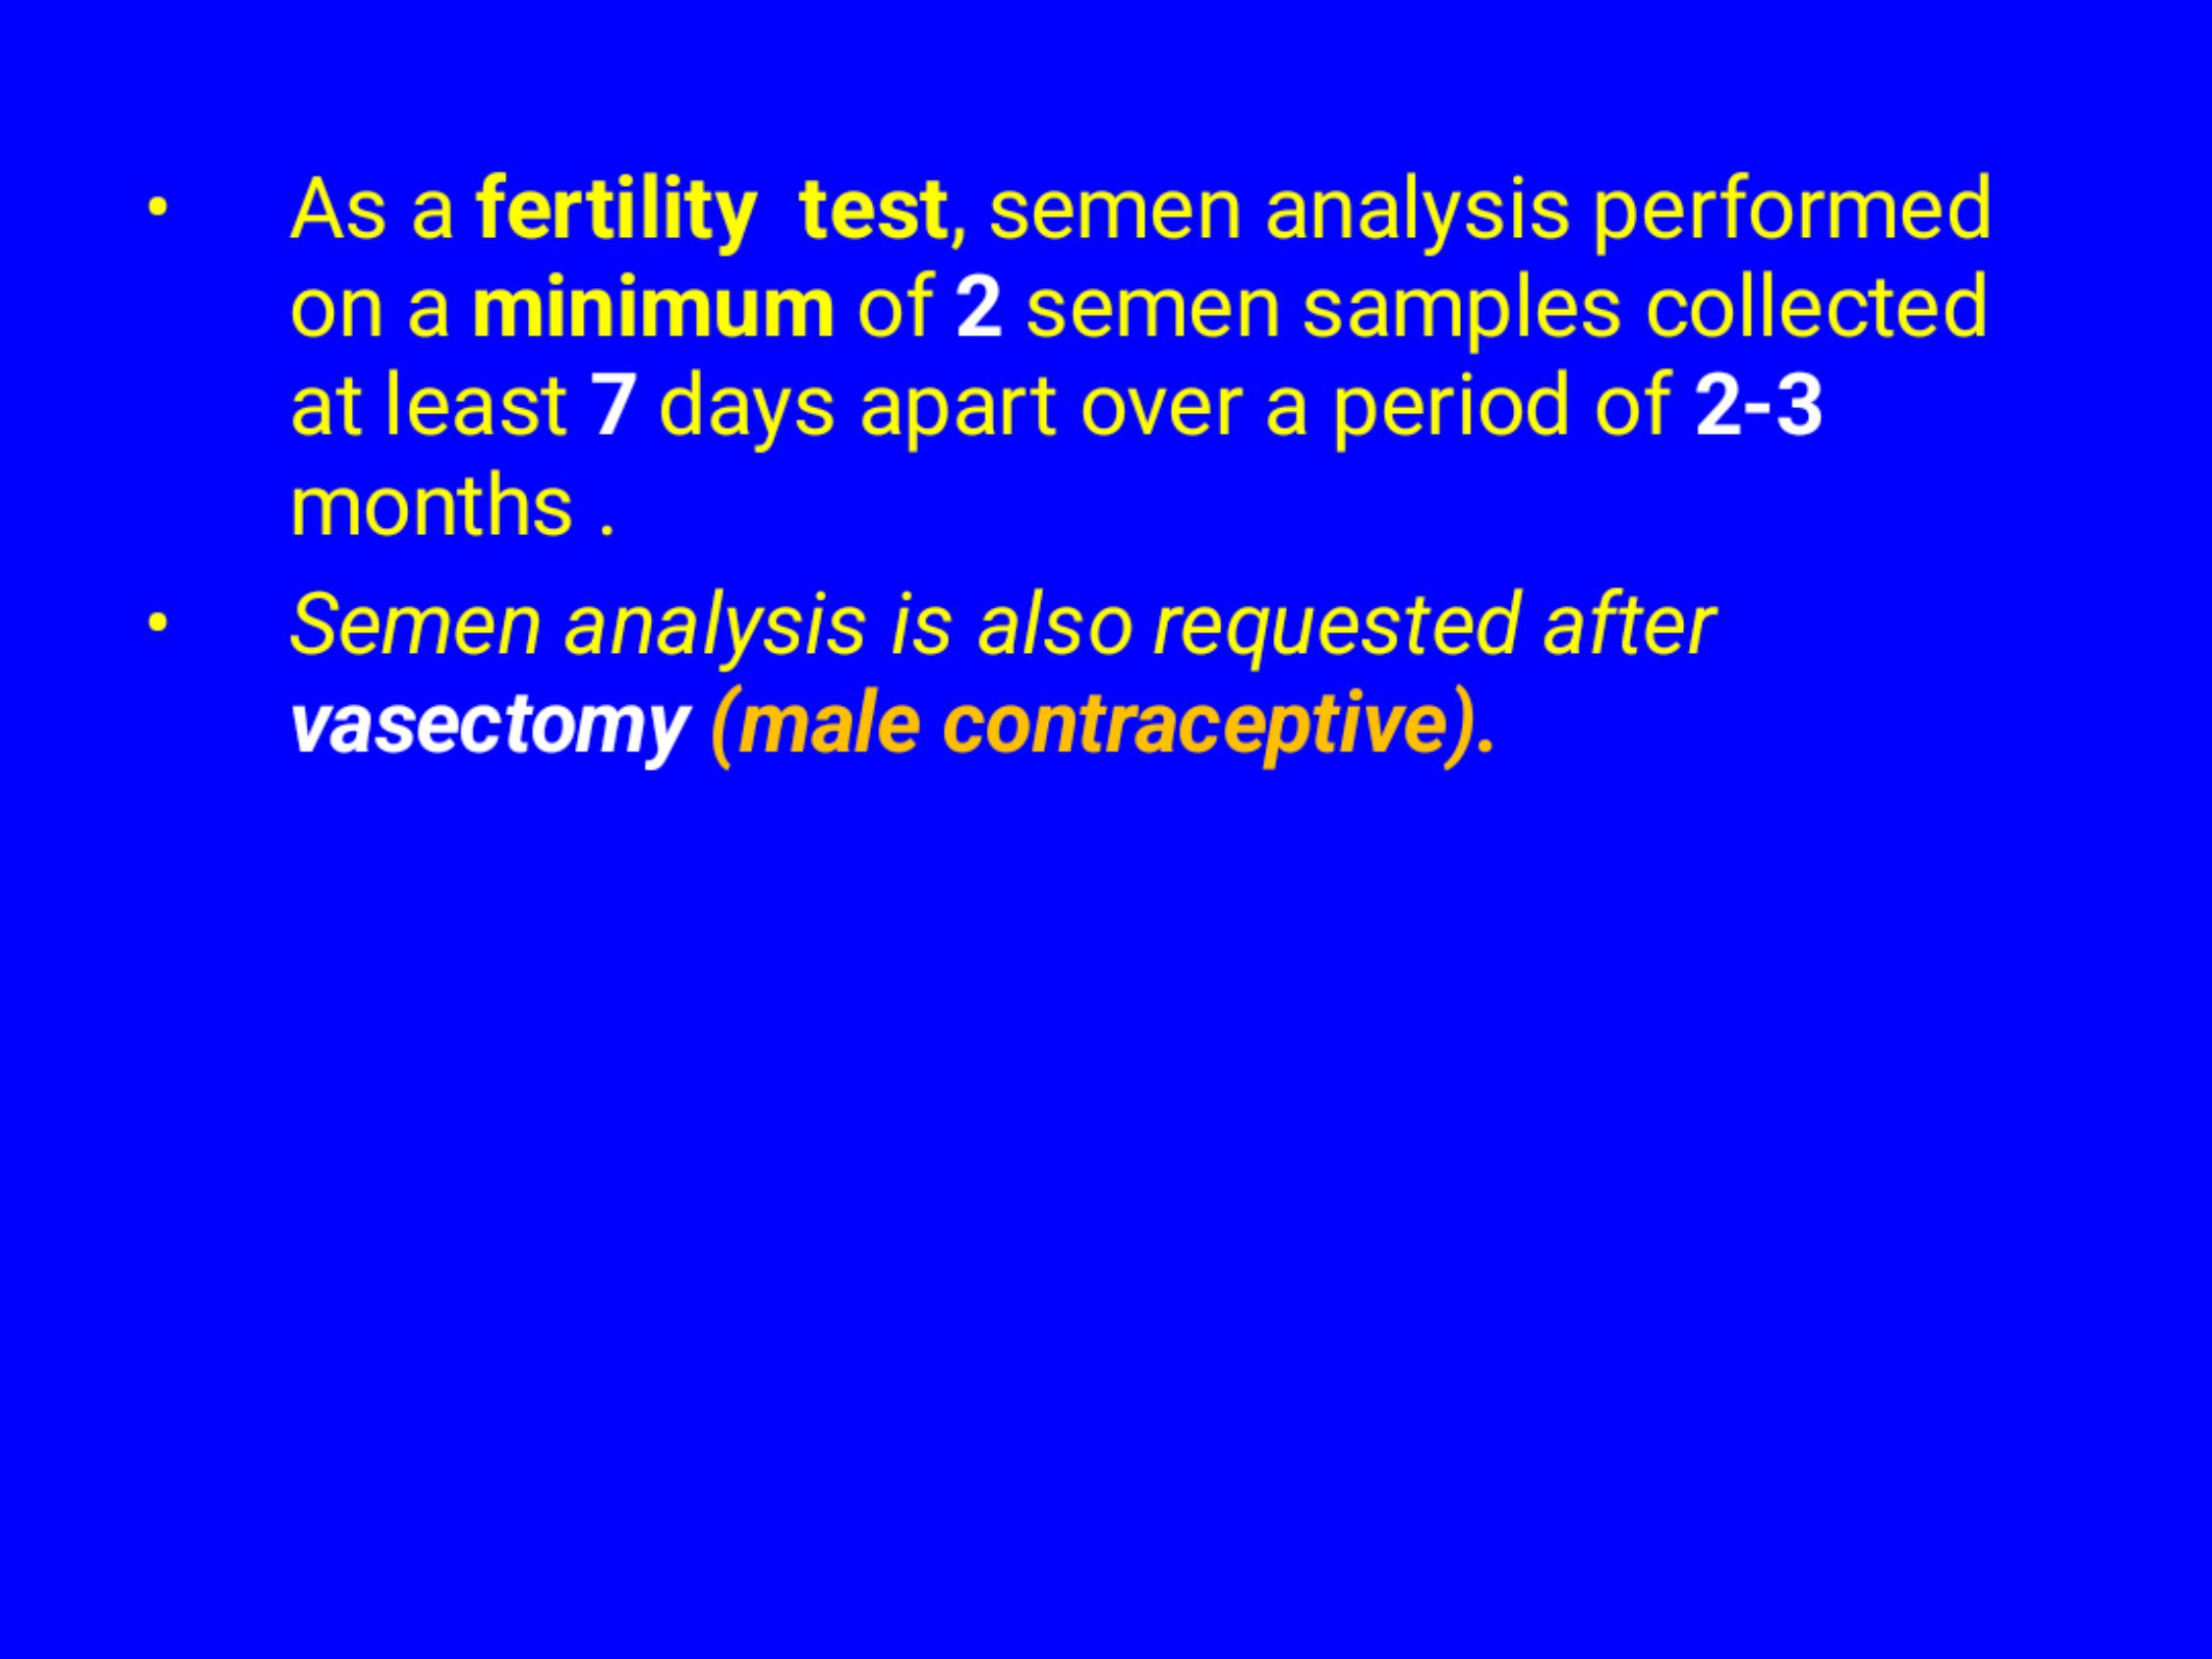 • As a fertility  test, semen analysis performed
on a minimum of 2 semen samples collected
at least 7 days apart over a period of 2-3
months .
• Semen analysis is also requested after
vasectomy (male contraceptive).